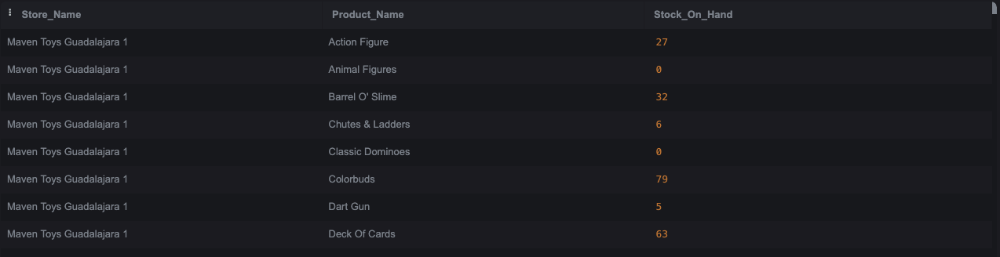 Store_Name Product_Name Stock_On_Hand
Maven Toys Guadalajara 1 Action Figure 27
Maven Toys Guadalajara 1 Animal Figures 0
Maven Toys Guadalajara 1 Barrel O' Slime 32
Maven Toys Guadalajara 1 Chutes & Ladders 6
Maven Toys Guadalajara 1 Classic Dominoes 0
Maven Toys Guadalajara 1 Colorbuds 79
Maven Toys Guadalajara 1 Dart Gun 5
Maven Toys Guadalajara 1 Deck Of Cards 63